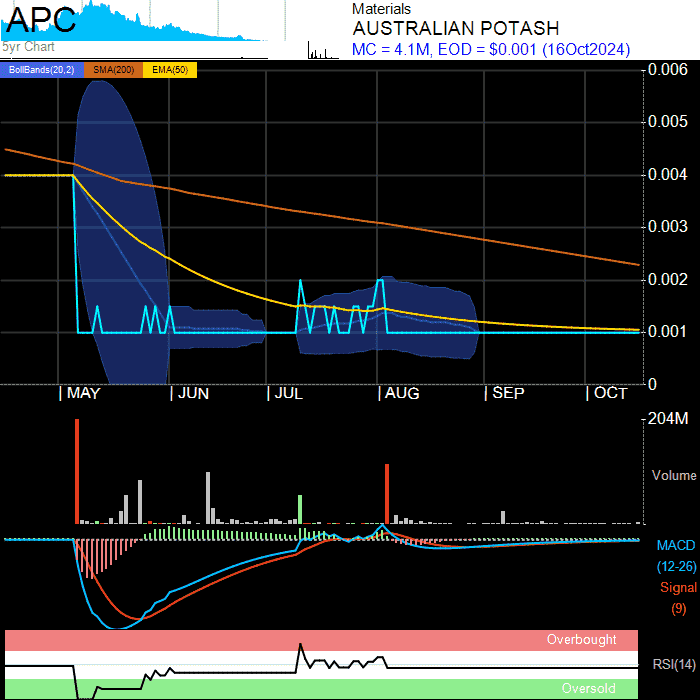 APC
5yr Chart
Materials
AUSTRALIAN POTASH
MC = 4.1M, EOD = $0.001 (16Oct2024)
BollBands(20,2) SMA(200) EMA(50)
0.006
0.005
0.004
0.003
0.002
0.001
0
MAY JUN JUL AUG SEP OCT
204M
Volume
MACD
(12-26)
Signal
(9)
Overbought
RSI(14)
Oversold